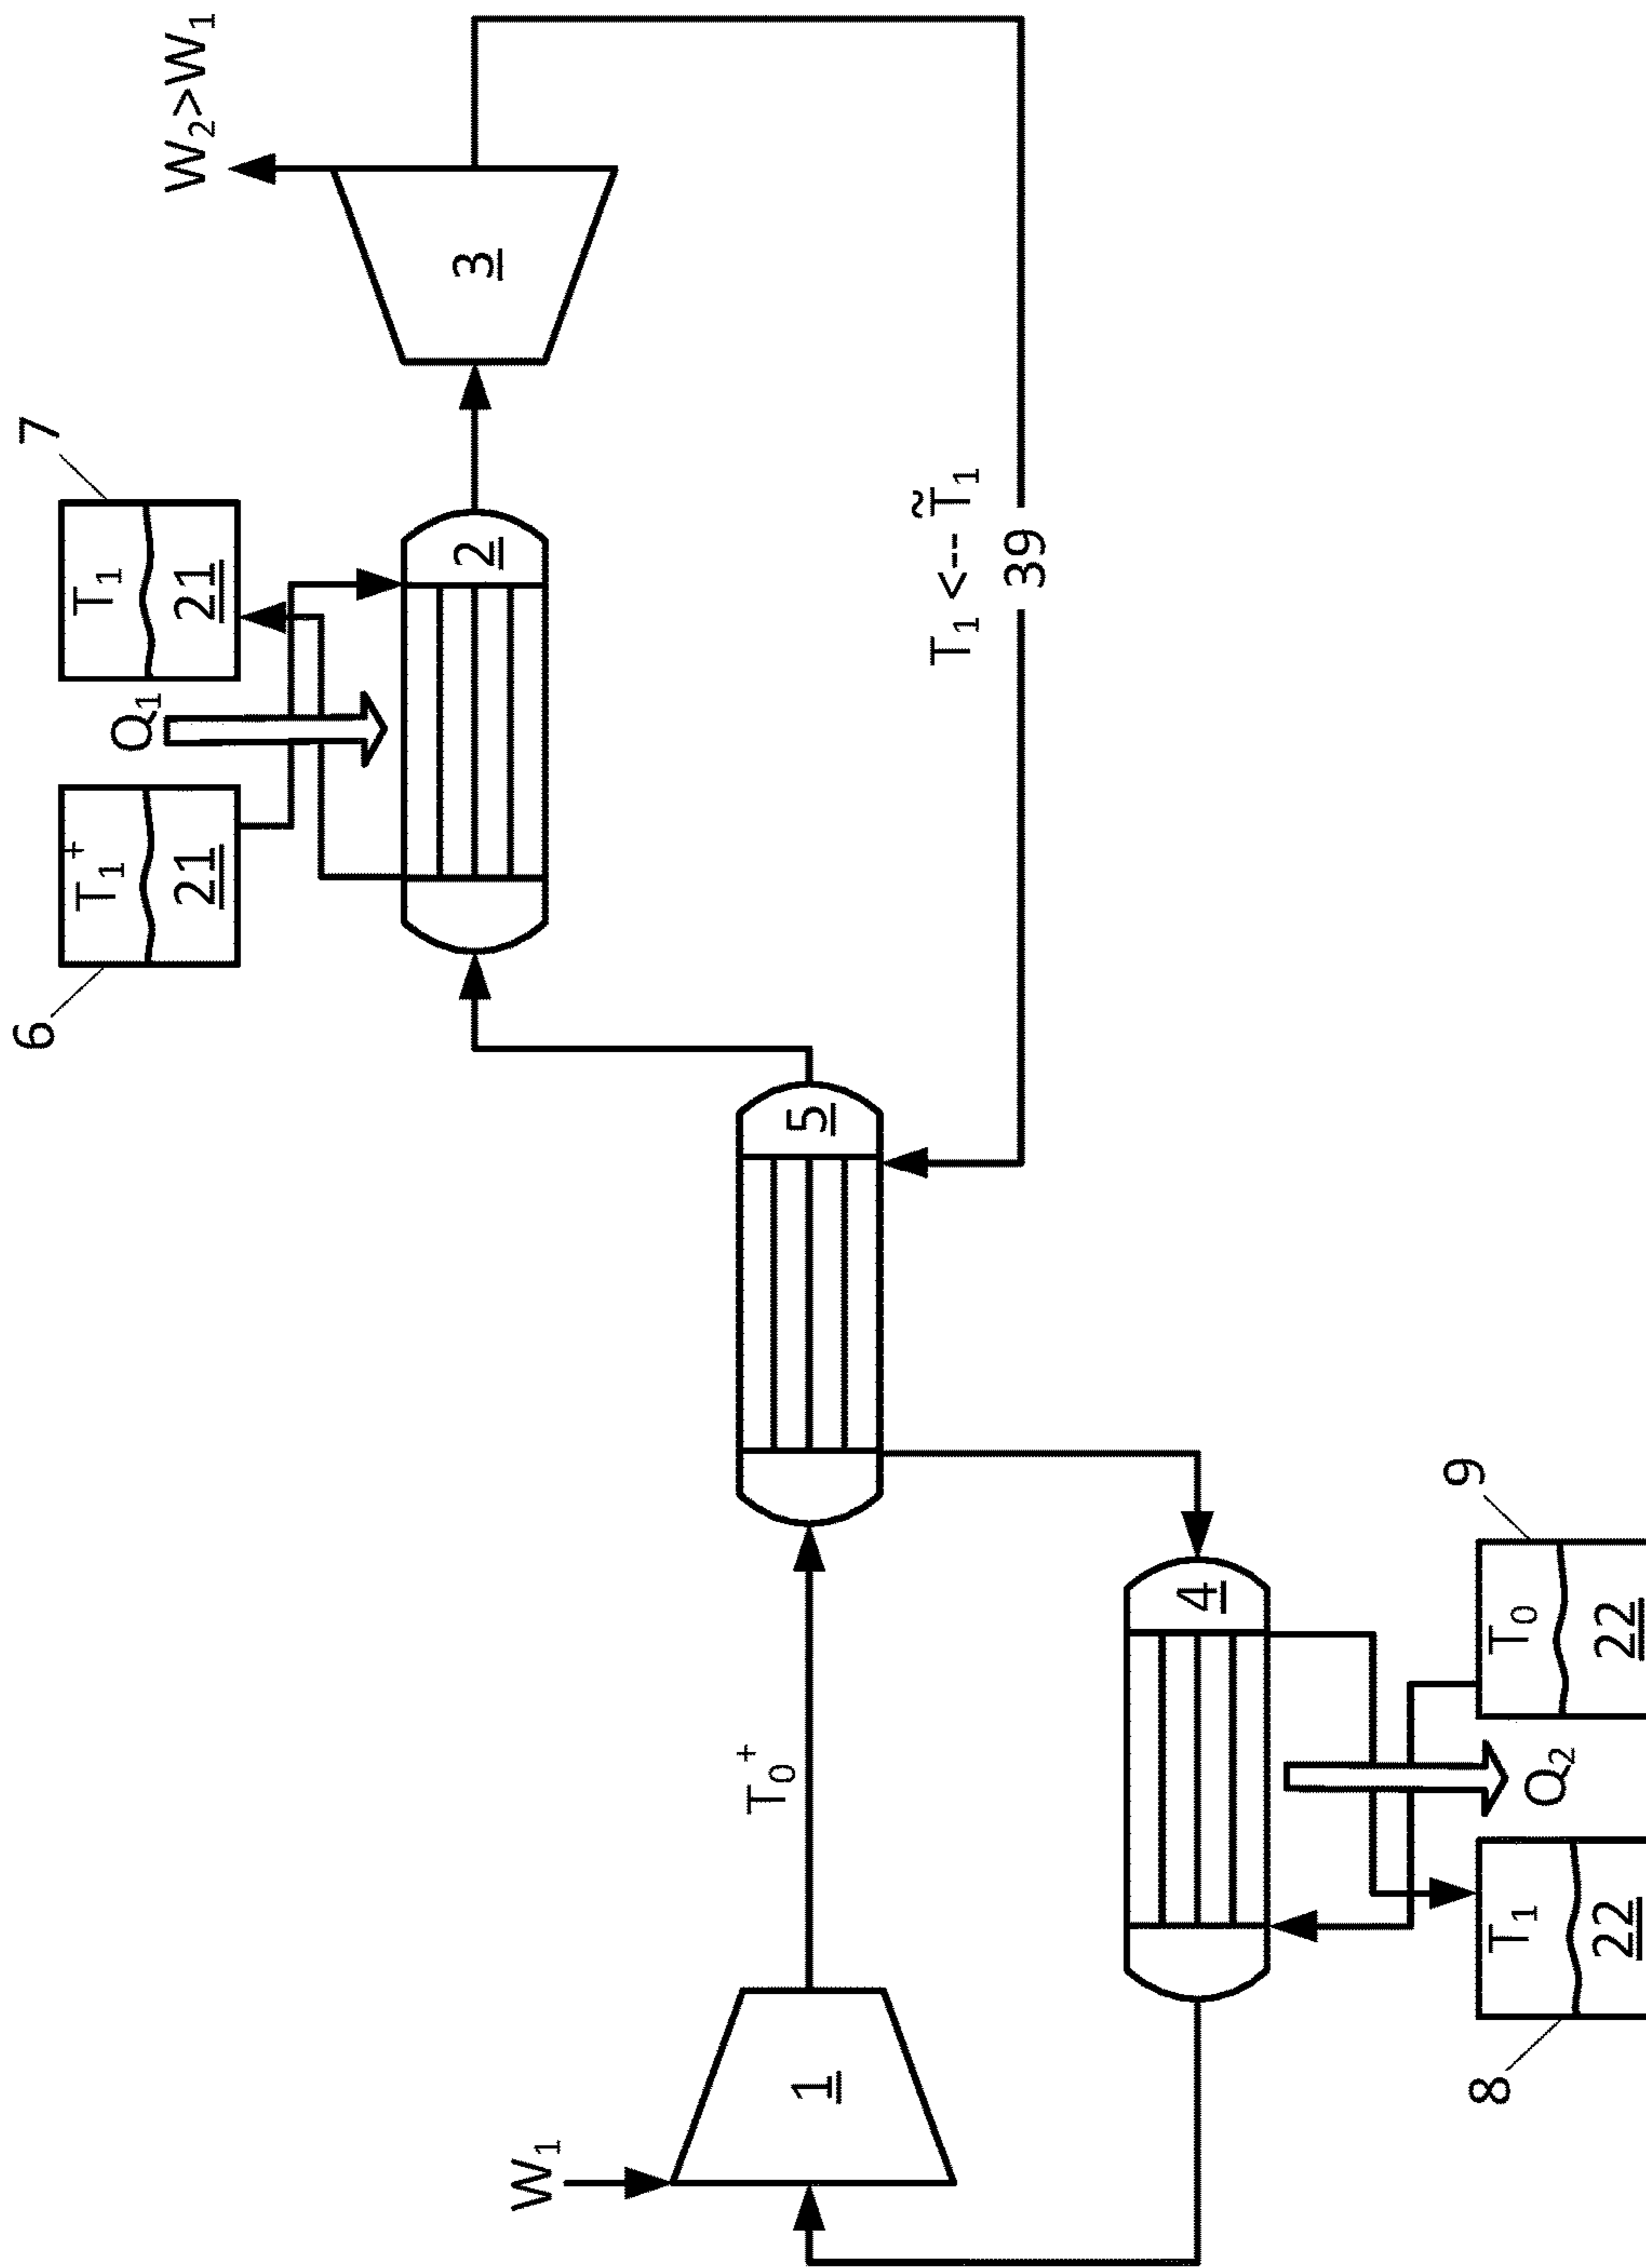 6
7
T₁⁺
21
Q₁
T₁
21
W₂>W₁
2
3
5
T₁ <-- T̃₁
39
W₁
1
T₀⁺
4
8
T₁
22
Q₂
T₀
22
9